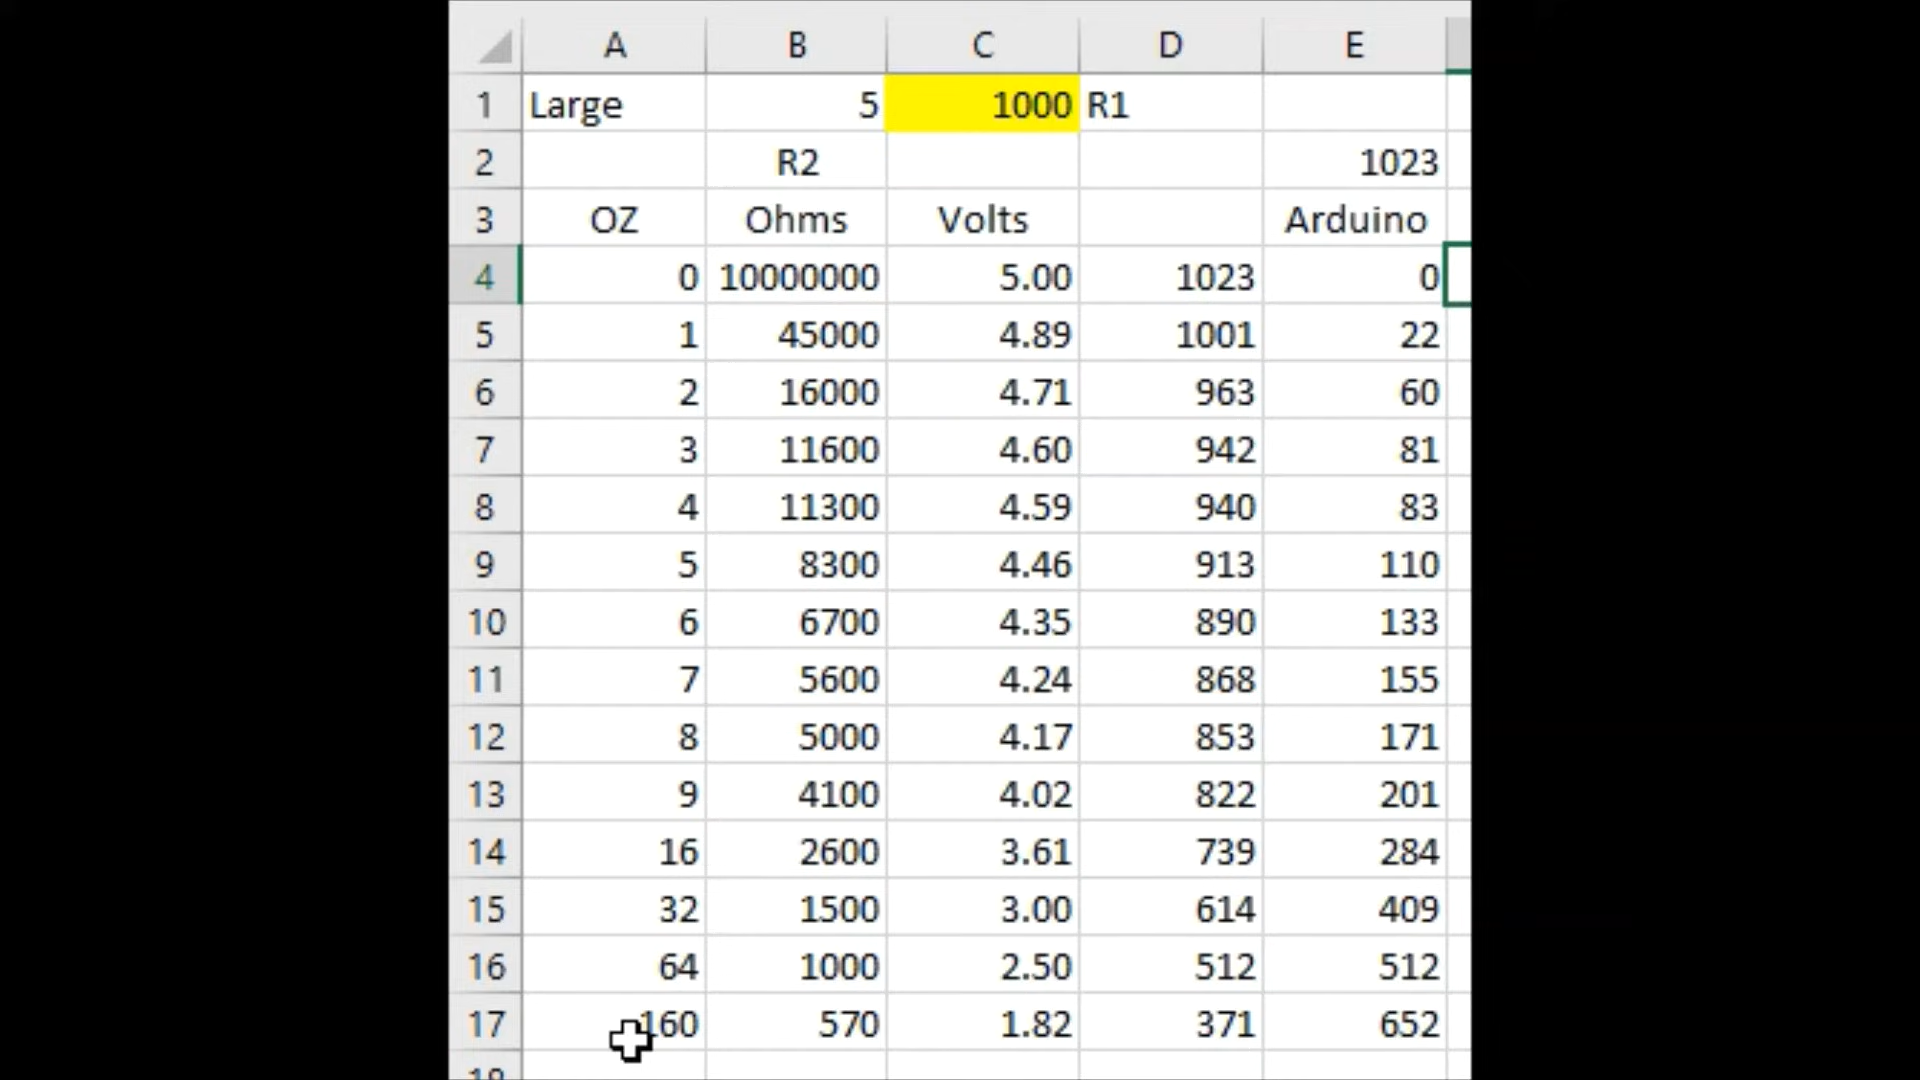 A B C D E
1 Large 5 1000 R1
2 R2 1023
3 OZ Ohms Volts Arduino
4 0 10000000 5.00 1023 0
5 1 45000 4.89 1001 22
6 2 16000 4.71 963 60
7 3 11600 4.60 942 81
8 4 11300 4.59 940 83
9 5 8300 4.46 913 110
10 6 6700 4.35 890 133
11 7 5600 4.24 868 155
12 8 5000 4.17 853 171
13 9 4100 4.02 822 201
14 16 2600 3.61 739 284
15 32 1500 3.00 614 409
16 64 1000 2.50 512 512
17 160 570 1.82 371 652
18